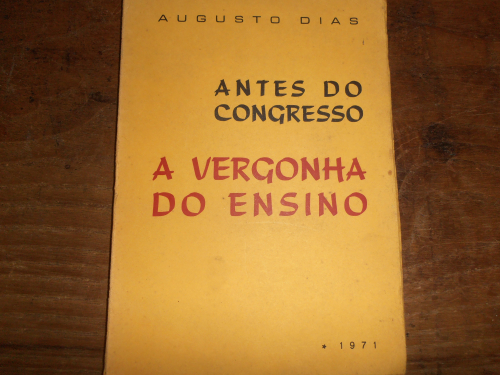 AUGUSTO DIAS
ANTES DO
CONGRESSO
A VERGONHA
DO ENSINO
* 1971